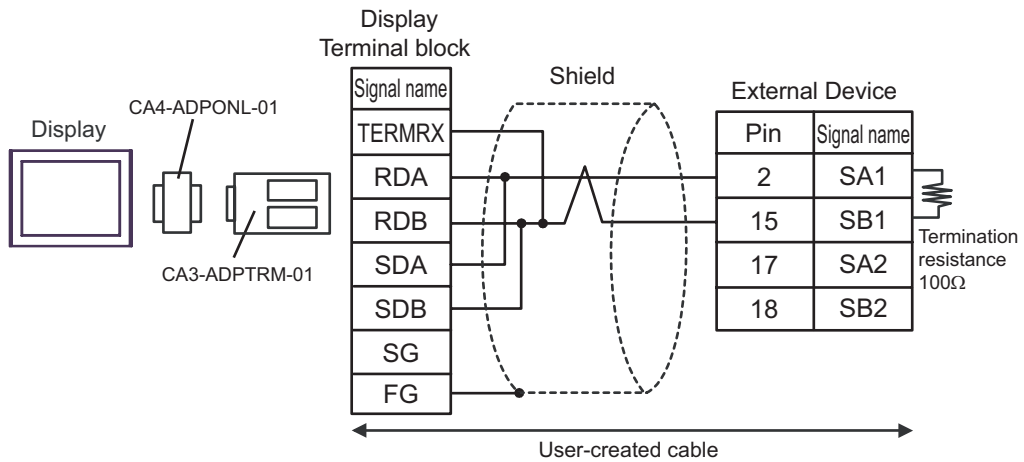 Display
Terminal block
Shield
External Device
CA4-ADPONL-01
Display
CA3-ADPTRM-01
Signal name
TERMRX
RDA
RDB
SDA
SDB
SG
FG
Pin Signal name
2 SA1
15 SB1
17 SA2
18 SB2
Termination
resistance
100Ω
User-created cable